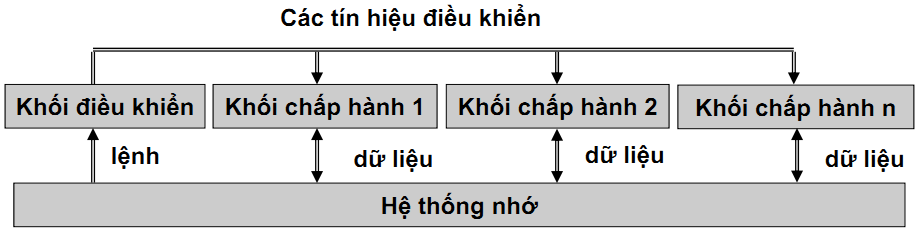 Các tín hiệu điều khiển
Khối điều khiển
Khối chấp hành 1
Khối chấp hành 2
Khối chấp hành n
lệnh
dữ liệu
dữ liệu
dữ liệu
Hệ thống nhớ